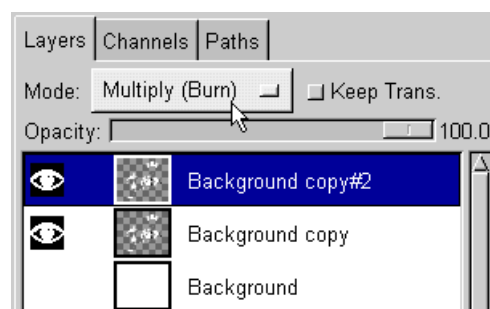 Layers Channels Paths
Mode: Multiply (Burn) Keep Trans.
Opacity: 100.0
Background copy#2
Background copy
Background